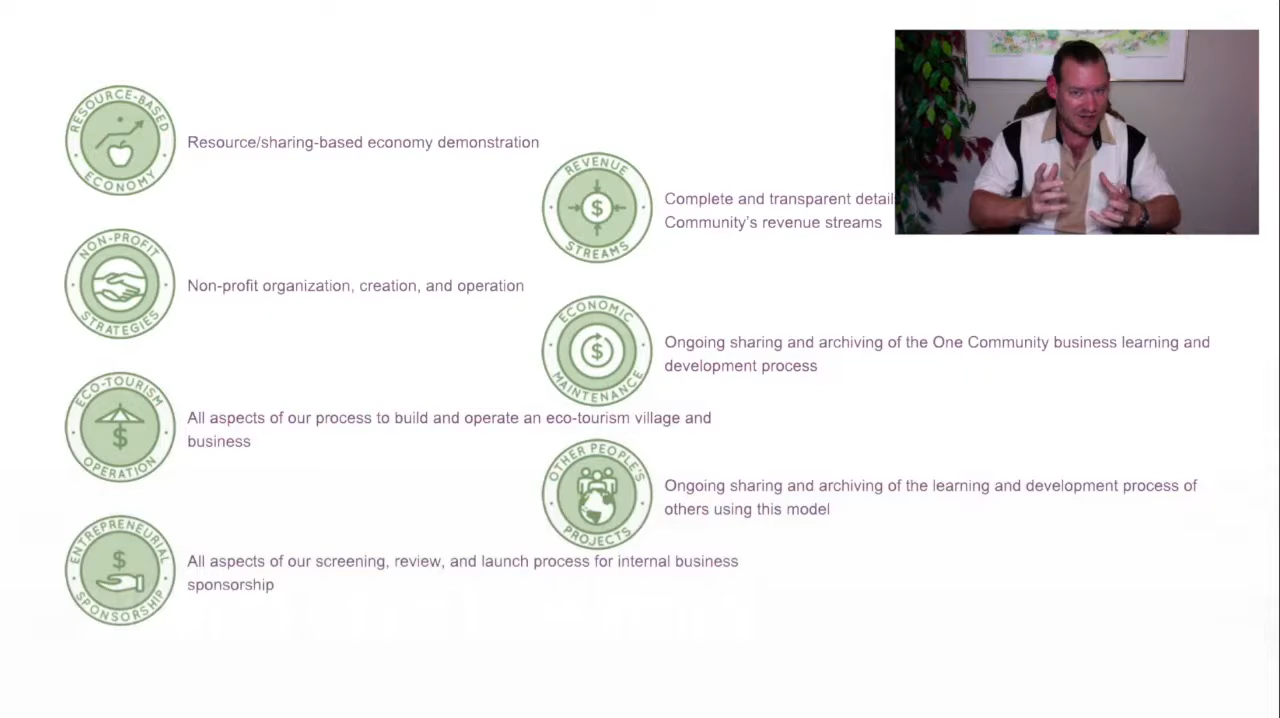 RESOURCE-BASED
ECONOMY
Resource/sharing-based economy demonstration
NON-PROFIT
STRATEGIES
Non-profit organization, creation, and operation
ECO-TOURISM
$
OPERATION
All aspects of our process to build and operate an eco-tourism village and
business
ENTREPRENEURIAL
$
SPONSORSHIP
All aspects of our screening, review, and launch process for internal business
sponsorship
REVENUE
$
STREAMS
Complete and transparent detail
Community's revenue streams
ECONOMIC
$
MAINTENANCE
Ongoing sharing and archiving of the One Community business learning and
development process
OTHER PEOPLE'S
PROJECTS
Ongoing sharing and archiving of the learning and development process of
others using this model